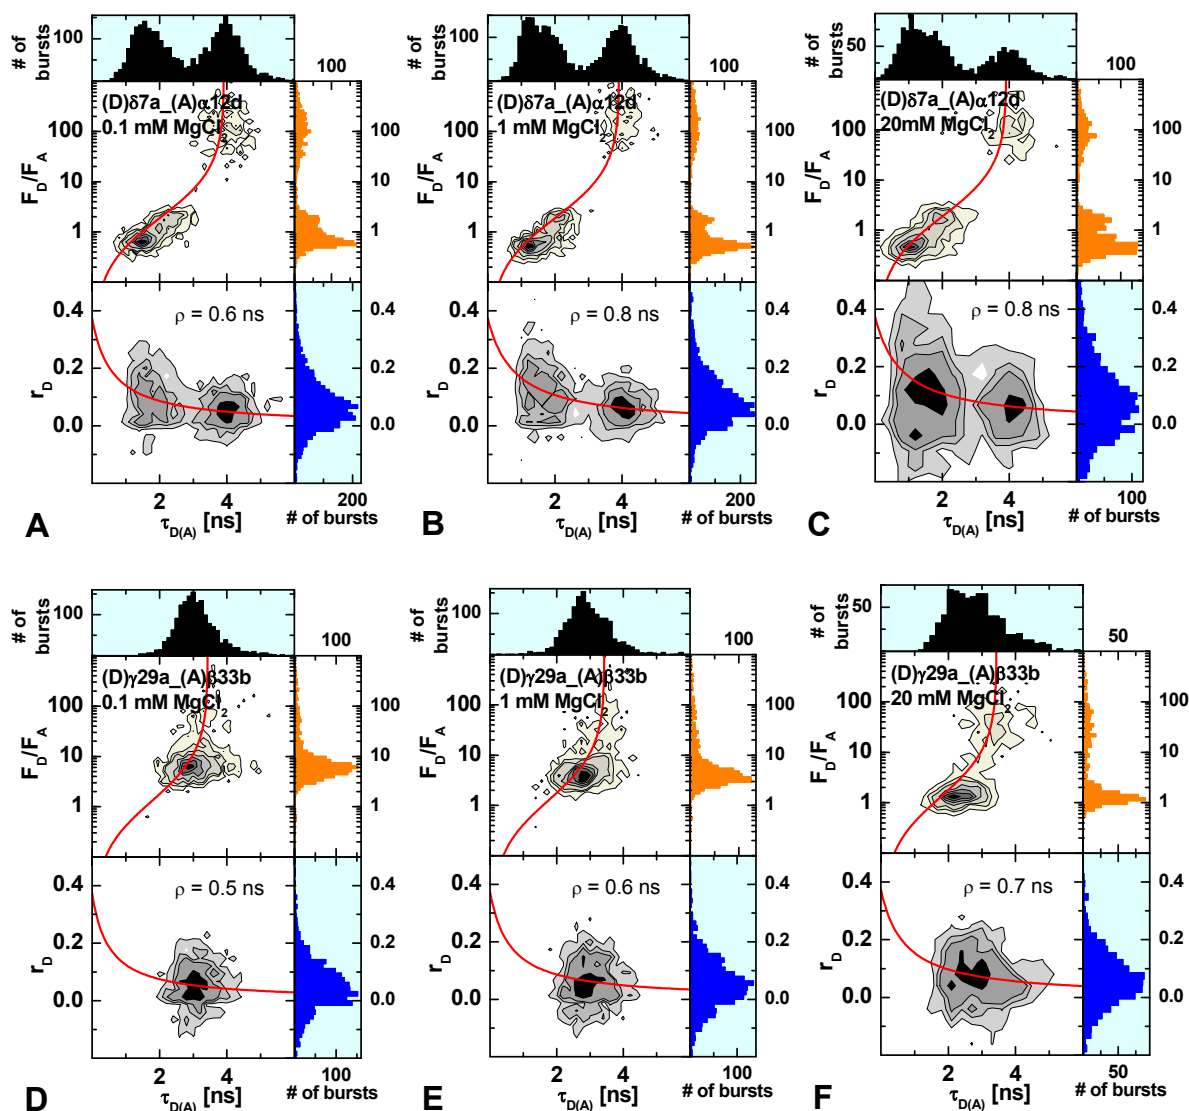 # of bursts
100
100
(D)δ7a_(A)α12d
0.1 mM MgCl2
F_D/F_A
100
10
1
100
10
1
r_D
0.4
0.2
0.0
ρ = 0.6 ns
0.4
0.2
0.0
2
4
200
A
τ_D(A) [ns]
# of bursts
# of bursts
100
100
(D)δ7a_(A)α12d
1 mM MgCl2
F_D/F_A
100
10
1
100
10
1
r_D
0.4
0.2
0.0
ρ = 0.8 ns
0.4
0.2
0.0
2
4
200
B
τ_D(A) [ns]
# of bursts
# of bursts
50
100
(D)δ7a_(A)α12d
20mM MgCl2
F_D/F_A
100
10
1
100
10
1
r_D
0.4
0.2
0.0
ρ = 0.8 ns
0.4
0.2
0.0
2
4
100
C
τ_D(A) [ns]
# of bursts
# of bursts
100
100
(D)γ29a_(A)β33b
0.1 mM MgCl2
F_D/F_A
100
10
1
100
10
1
r_D
0.4
0.2
0.0
ρ = 0.5 ns
0.4
0.2
0.0
2
4
100
D
τ_D(A) [ns]
# of bursts
# of bursts
100
100
(D)γ29a_(A)β33b
1 mM MgCl2
F_D/F_A
100
10
1
100
10
1
r_D
0.4
0.2
0.0
ρ = 0.6 ns
0.4
0.2
0.0
2
4
100
E
τ_D(A) [ns]
# of bursts
# of bursts
50
50
(D)γ29a_(A)β33b
20 mM MgCl2
F_D/F_A
100
10
1
100
10
1
r_D
0.4
0.2
0.0
ρ = 0.7 ns
0.4
0.2
0.0
2
4
50
F
τ_D(A) [ns]
# of bursts